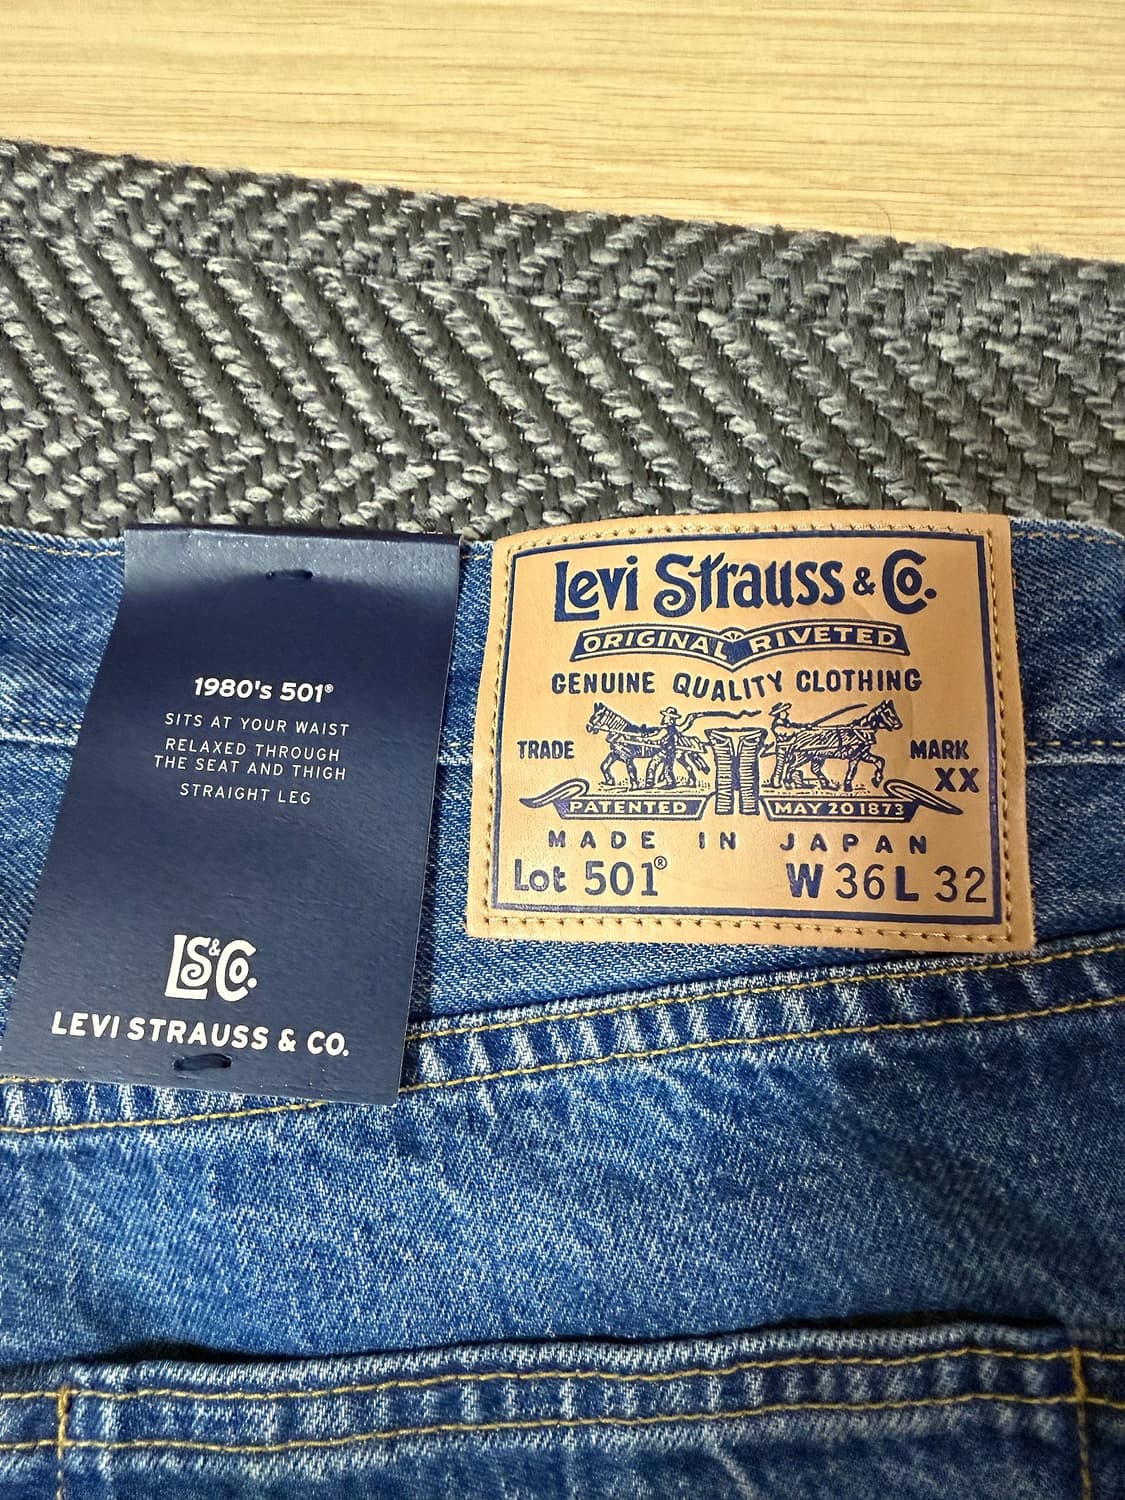 1980's 501®
SITS AT YOUR WAIST
RELAXED THROUGH
THE SEAT AND THIGH
STRAIGHT LEG
LS&CO.
LEVI STRAUSS & CO.
Levi Strauss & Co.
ORIGINAL RIVETED
GENUINE QUALITY CLOTHING
TRADE MARK
XX
PATENTED MAY 20 1873
MADE IN JAPAN
Lot 501® W 36 L 32